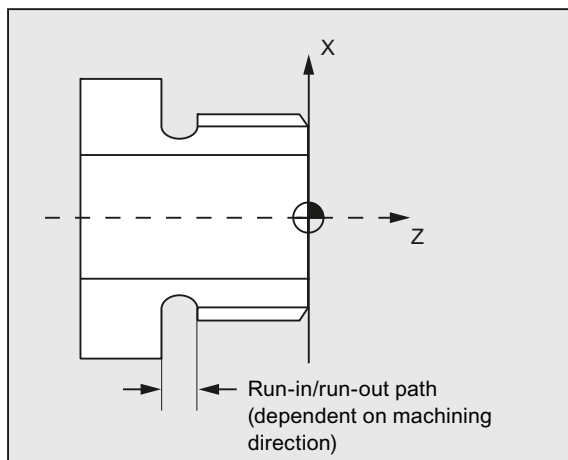 X
Z
Run-in/run-out path
(dependent on machining
direction)